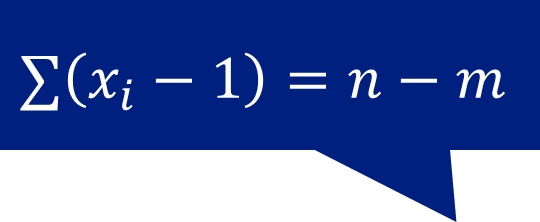 ∑(xᵢ − 1) = n − m